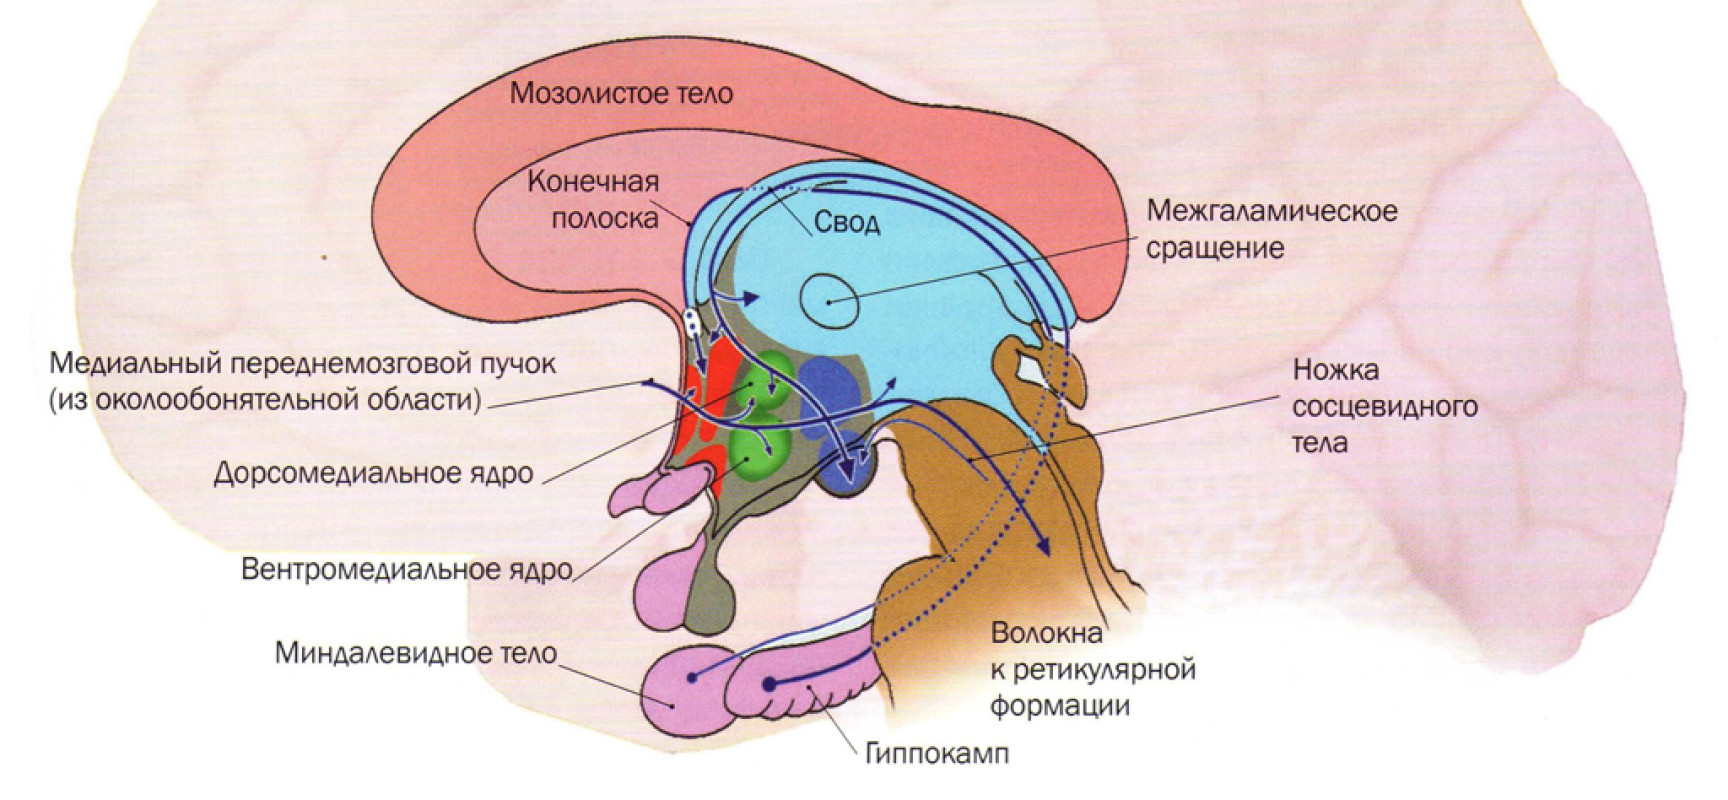 Мозолистое тело
Конечная
полоска
Свод
Межгаламическое
сращение
Медиальный переднемозговой пучок
(из околообонятельной области)
Ножка
сосцевидного
тела
Дорсомедиальное ядро
Вентромедиальное ядро
Миндалевидное тело
Волокна
к ретикулярной
формации
Гиппокамп